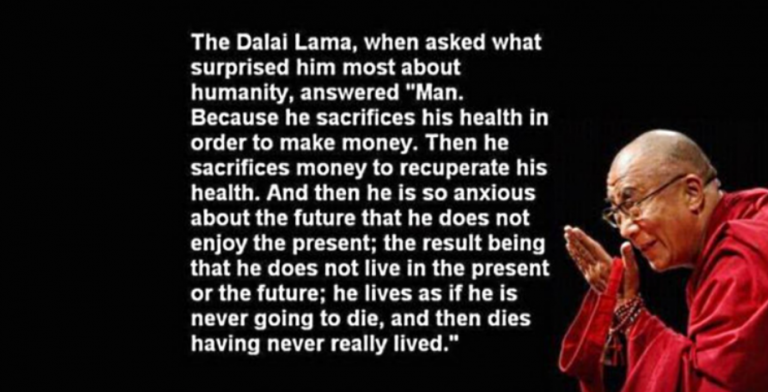 The Dalai Lama, when asked what
surprised him most about
humanity, answered "Man.
Because he sacrifices his health in
order to make money. Then he
sacrifices money to recuperate his
health. And then he is so anxious
about the future that he does not
enjoy the present; the result being
that he does not live in the present
or the future; he lives as if he is
never going to die, and then dies
having never really lived."